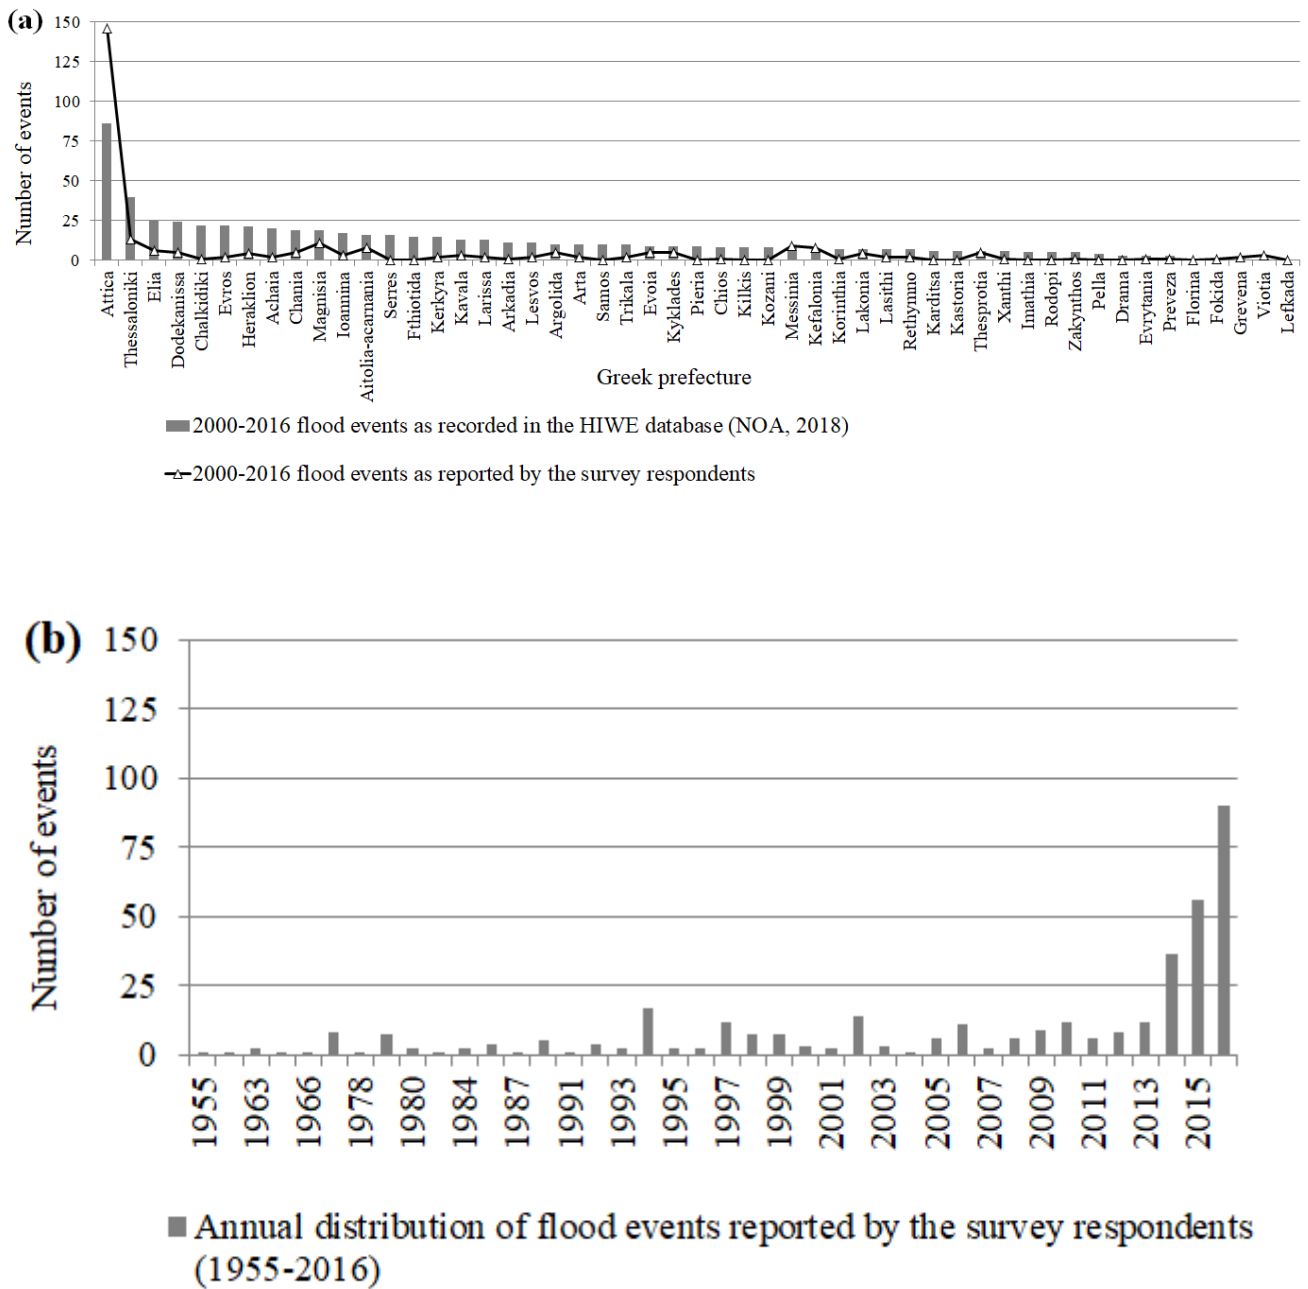 (a)
Number of events
150
125
100
75
50
25
0
Attica
Thessaloniki
Elia
Dodekanissa
Chalkidiki
Evros
Heraklion
Achaia
Chania
Magnisia
Ioannina
Aitolia-acarnania
Serres
Fthiotida
Kerkyra
Kavala
Larissa
Arkadia
Lesvos
Argolida
Arta
Samos
Trikala
Evoia
Kyklades
Pieria
Chios
Kilkis
Kozani
Messinia
Kefalonia
Korinthia
Lakonia
Lasithi
Rethymno
Karditsa
Kastoria
Thesprotia
Xanthi
Imathia
Rodopi
Zakynthos
Pella
Drama
Evrytania
Preveza
Florina
Fokida
Grevena
Viotia
Lefkada
Greek prefecture
2000-2016 flood events as recorded in the HIWE database (NOA, 2018)
2000-2016 flood events as reported by the survey respondents
(b)
Number of events
150
125
100
75
50
25
0
1955
1963
1966
1978
1980
1984
1987
1991
1993
1995
1997
1999
2001
2003
2005
2007
2009
2011
2013
2015
Annual distribution of flood events reported by the survey respondents
(1955-2016)